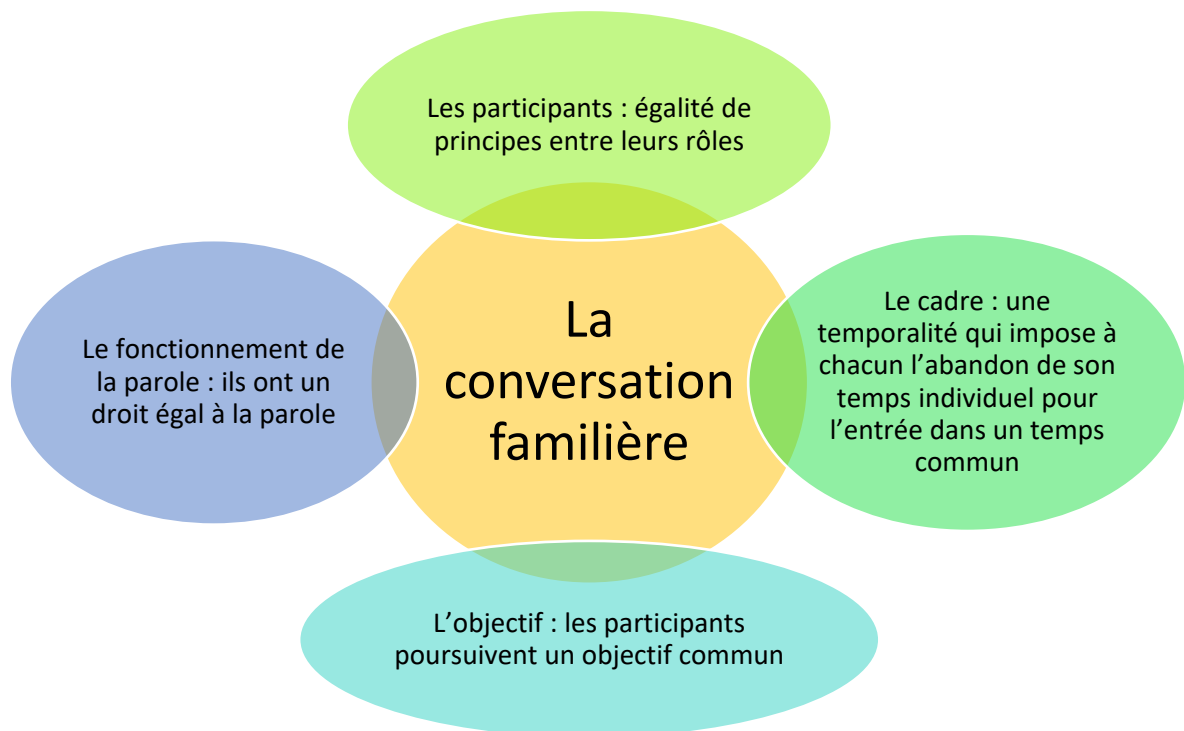 Les participants : égalité de
principes entre leurs rôles
Le fonctionnement de
la parole : ils ont un
droit égal à la parole
La
conversation
familière
Le cadre : une
temporalité qui impose à
chacun l’abandon de son
temps individuel pour
l’entrée dans un temps
commun
L’objectif : les participants
poursuivent un objectif commun